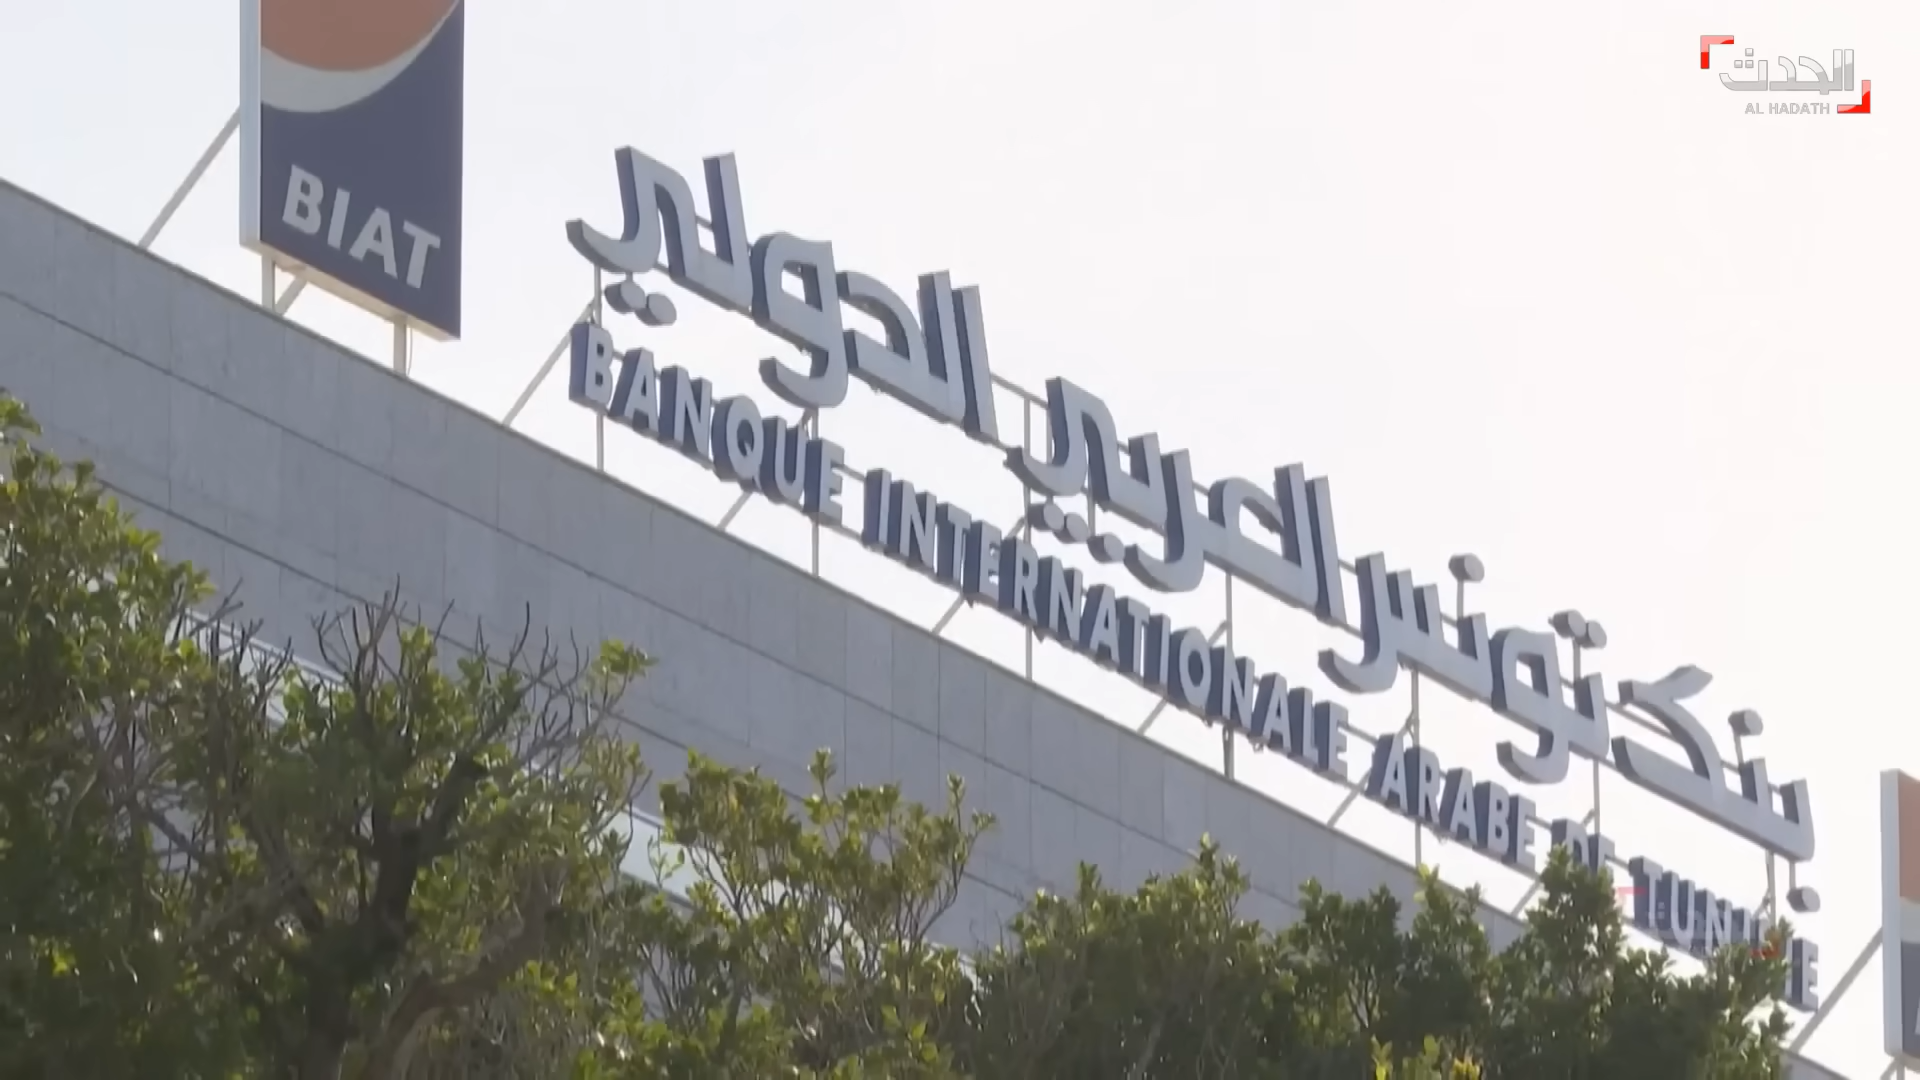 الحدث
AL HADATH
BIAT
بنك تونس العربي الدولي
BANQUE INTERNATIONALE ARABE DE TUNISIE